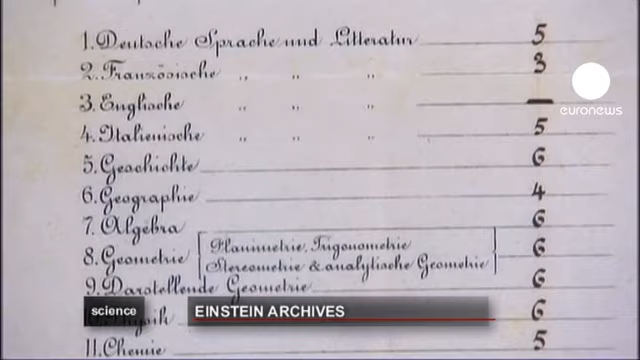 1. Deutsche Sprache und Litteratur 5
2. Französische „ „ „ 3
3. Englische „ „ „ —
4. Italienische „ „ „ 5
5. Geschichte 6
6. Geographie 4
7. Algebra 6
8. Geometrie { Planimetrie, Trigonometrie
Stereometrie & analytische Geometrie } 6
9. Darstellende Geometrie 6
Physik 6
11. Chemie 5
euronews
science
EINSTEIN ARCHIVES